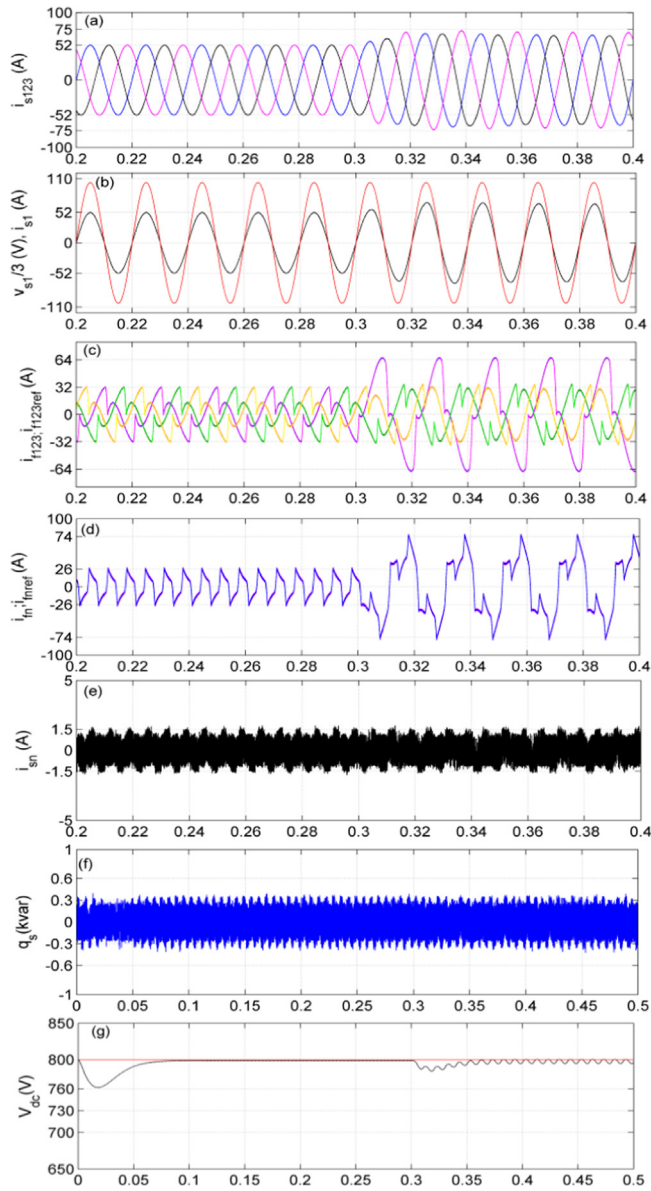 (a)
i_s123 (A)
100
75
52
0
-52
-75
-100
0.2 0.22 0.24 0.26 0.28 0.3 0.32 0.34 0.36 0.38 0.4
(b)
v_s1/3 (V), i_s1 (A)
110
52
0
-52
-110
0.2 0.22 0.24 0.26 0.28 0.3 0.32 0.34 0.36 0.38 0.4
(c)
i_f123; i_f123ref (A)
64
32
0
-32
-64
0.2 0.22 0.24 0.26 0.28 0.3 0.32 0.34 0.36 0.38 0.4
(d)
i_fn; i_fnref (A)
100
74
26
0
-26
-74
-100
0.2 0.22 0.24 0.26 0.28 0.3 0.32 0.34 0.36 0.38 0.4
(e)
i_sn (A)
5
1.5
0
-1.5
-5
0.2 0.22 0.24 0.26 0.28 0.3 0.32 0.34 0.36 0.38 0.4
(f)
q_s(kvar)
1
0.6
0.3
0
-0.3
-0.6
-1
0 0.05 0.1 0.15 0.2 0.25 0.3 0.35 0.4 0.45 0.5
(g)
V_dc(V)
850
800
760
730
700
650
0 0.05 0.1 0.15 0.2 0.25 0.3 0.35 0.4 0.45 0.5